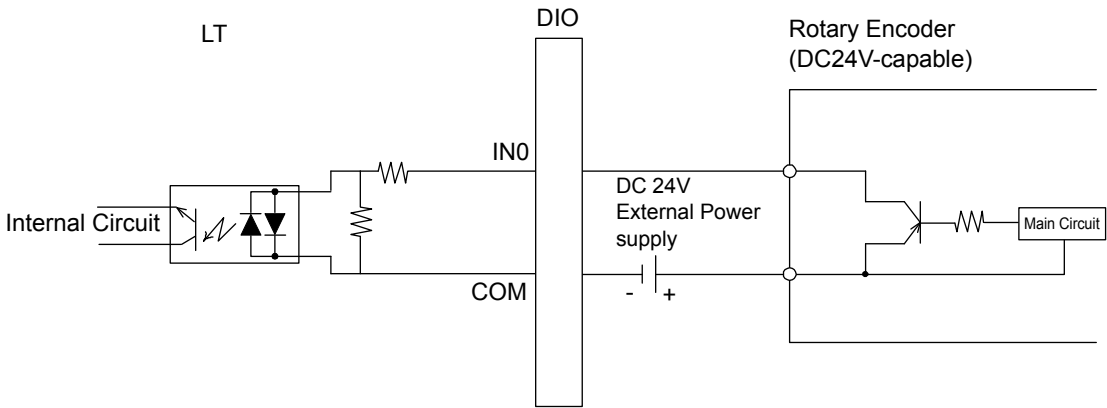 LT
DIO
Rotary Encoder
(DC24V-capable)
IN0
DC 24V
External Power
supply
Internal Circuit
Main Circuit
COM
- +